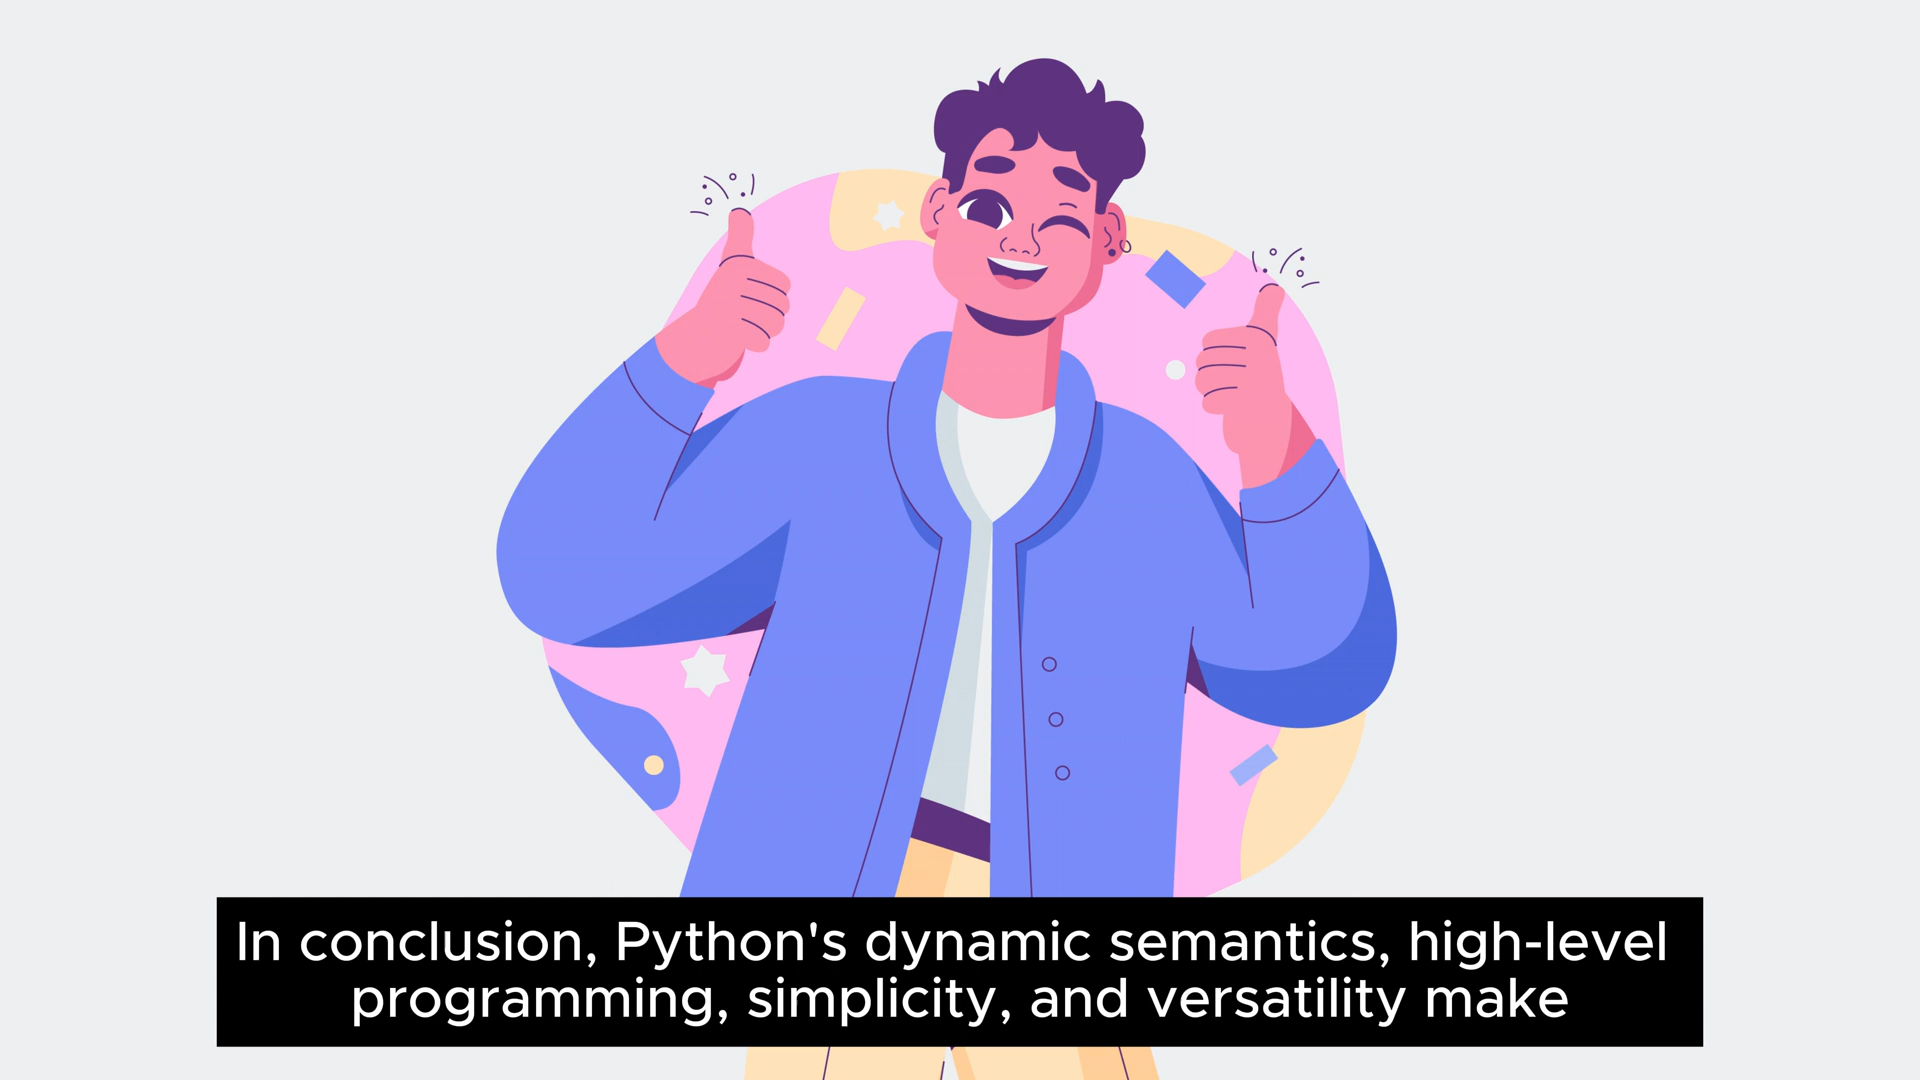 In conclusion, Python's dynamic semantics, high-level
programming, simplicity, and versatility make